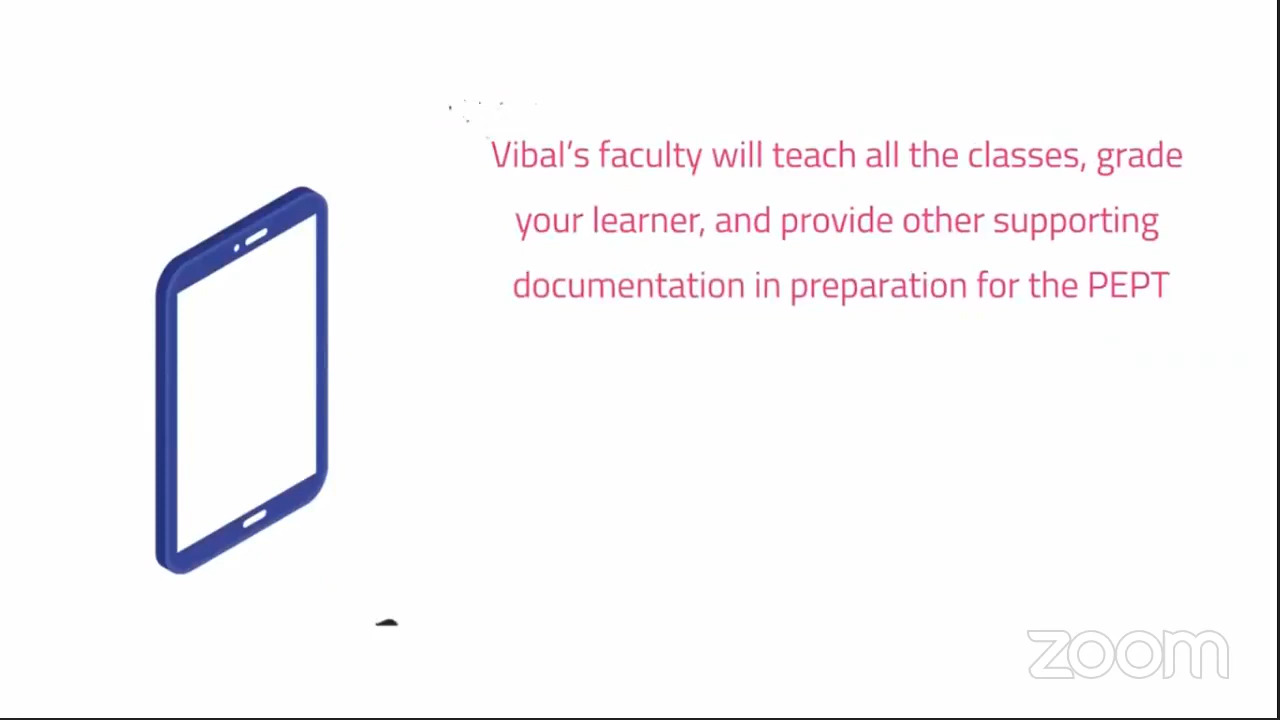 Vibal's faculty will teach all the classes, grade
your learner, and provide other supporting
documentation in preparation for the PEPT
zoom